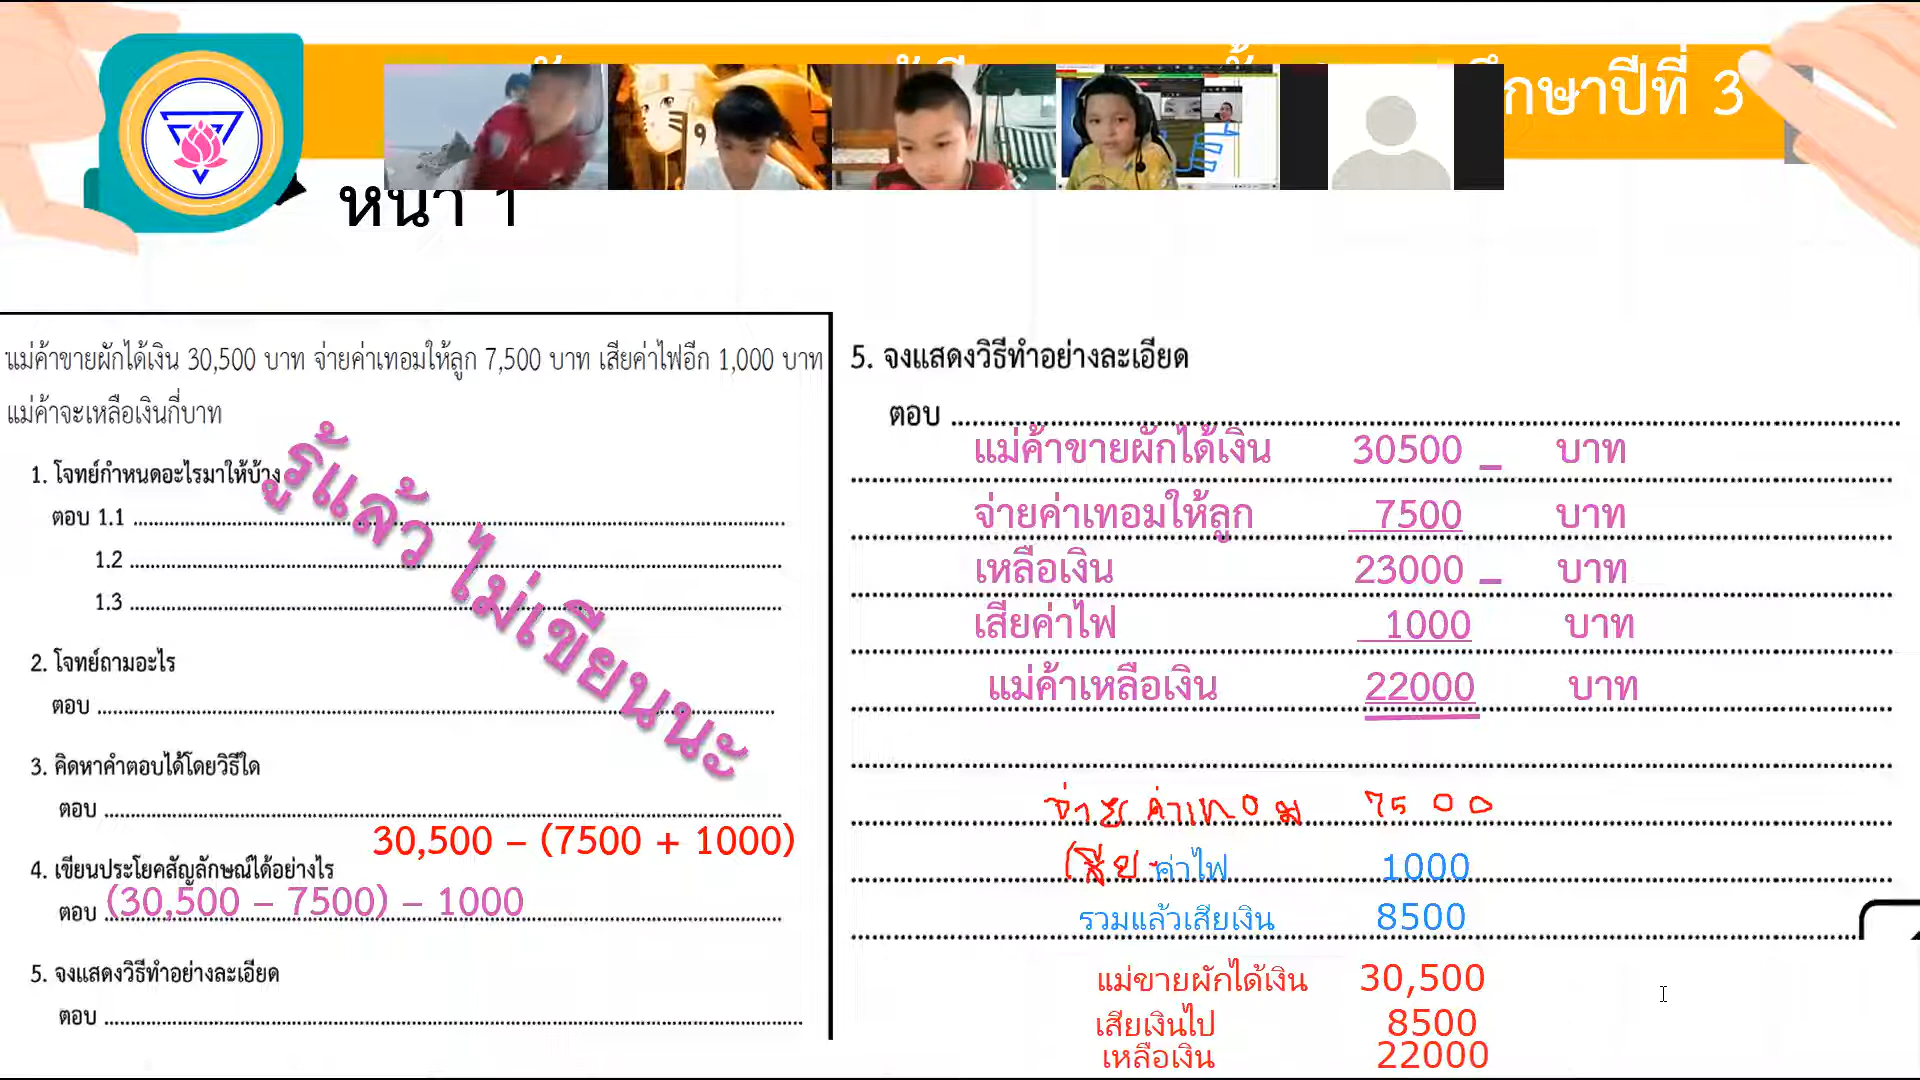 กษาปีที่ 3
หน้า 1
แม่ค้าขายผักได้เงิน 30,500 บาท จ่ายค่าเทอมให้ลูก 7,500 บาท เสียค่าไฟอีก 1,000 บาท
แม่ค้าจะเหลือเงินกี่บาท
1. โจทย์กำหนดอะไรมาให้บ้าง
ตอบ 1.1
1.2
1.3
รู้แล้ว ไม่เขียนนะ
2. โจทย์ถามอะไร
ตอบ
3. คิดหาคำตอบได้โดยวิธีใด
ตอบ
30,500 – (7500 + 1000)
4. เขียนประโยคสัญลักษณ์ได้อย่างไร
ตอบ (30,500 – 7500) – 1000
5. จงแสดงวิธีทำอย่างละเอียด
ตอบ
5. จงแสดงวิธีทำอย่างละเอียด
ตอบ
แม่ค้าขายผักได้เงิน 30500 – บาท
จ่ายค่าเทอมให้ลูก 7500 บาท
เหลือเงิน 23000 – บาท
เสียค่าไฟ 1000 บาท
แม่ค้าเหลือเงิน 22000 บาท
จ่ายค่าเทอม 7500
เสียค่าไฟ 1000
รวมแล้วเสียเงิน 8500
แม่ขายผักได้เงิน 30,500
เสียเงินไป 8500
เหลือเงิน 22000